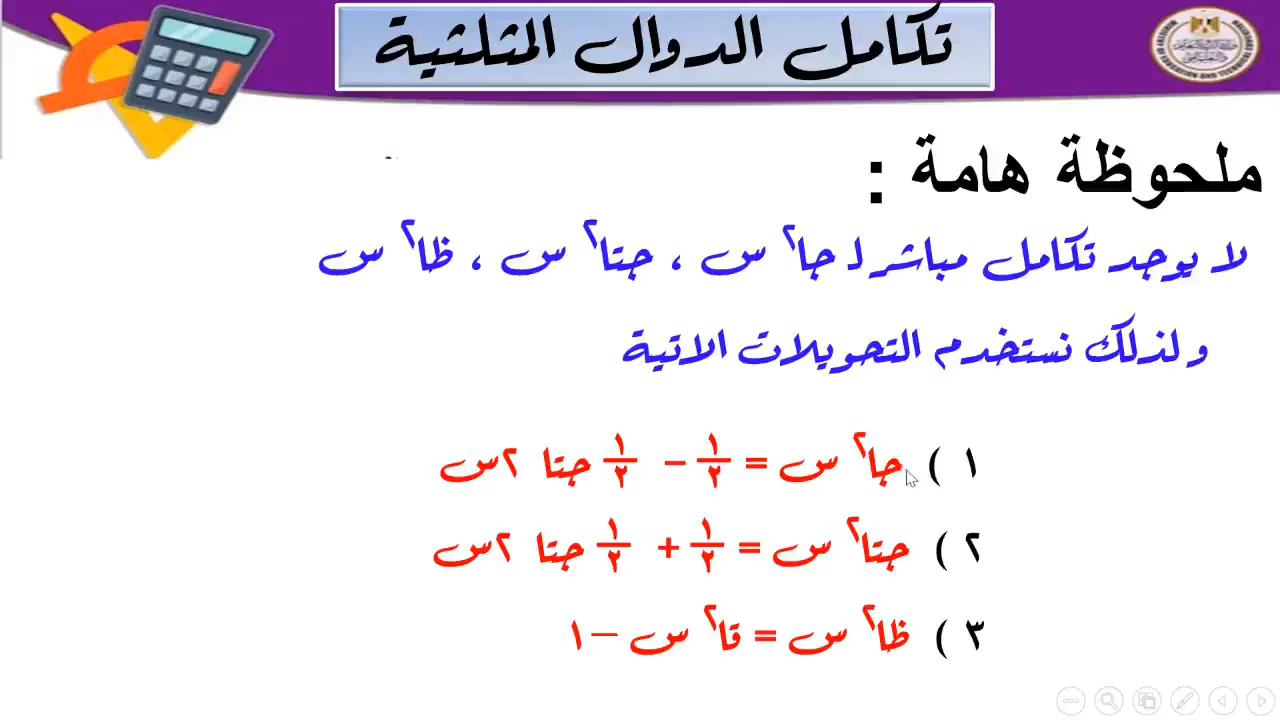 تكامل الدوال المثلثية
ملحوظة هامة :
لا يوجد تكامل مباشر ل جا٢ س ، جتا٢ س ، ظا٢ س
ولذلك نستخدم التحويلات الاتية
١ ) جا٢ س = ١/٢ − ١/٢ جتا ٢س
٢ ) جتا٢ س = ١/٢ + ١/٢ جتا ٢س
٣ ) ظا٢ س = قا٢ س − ١